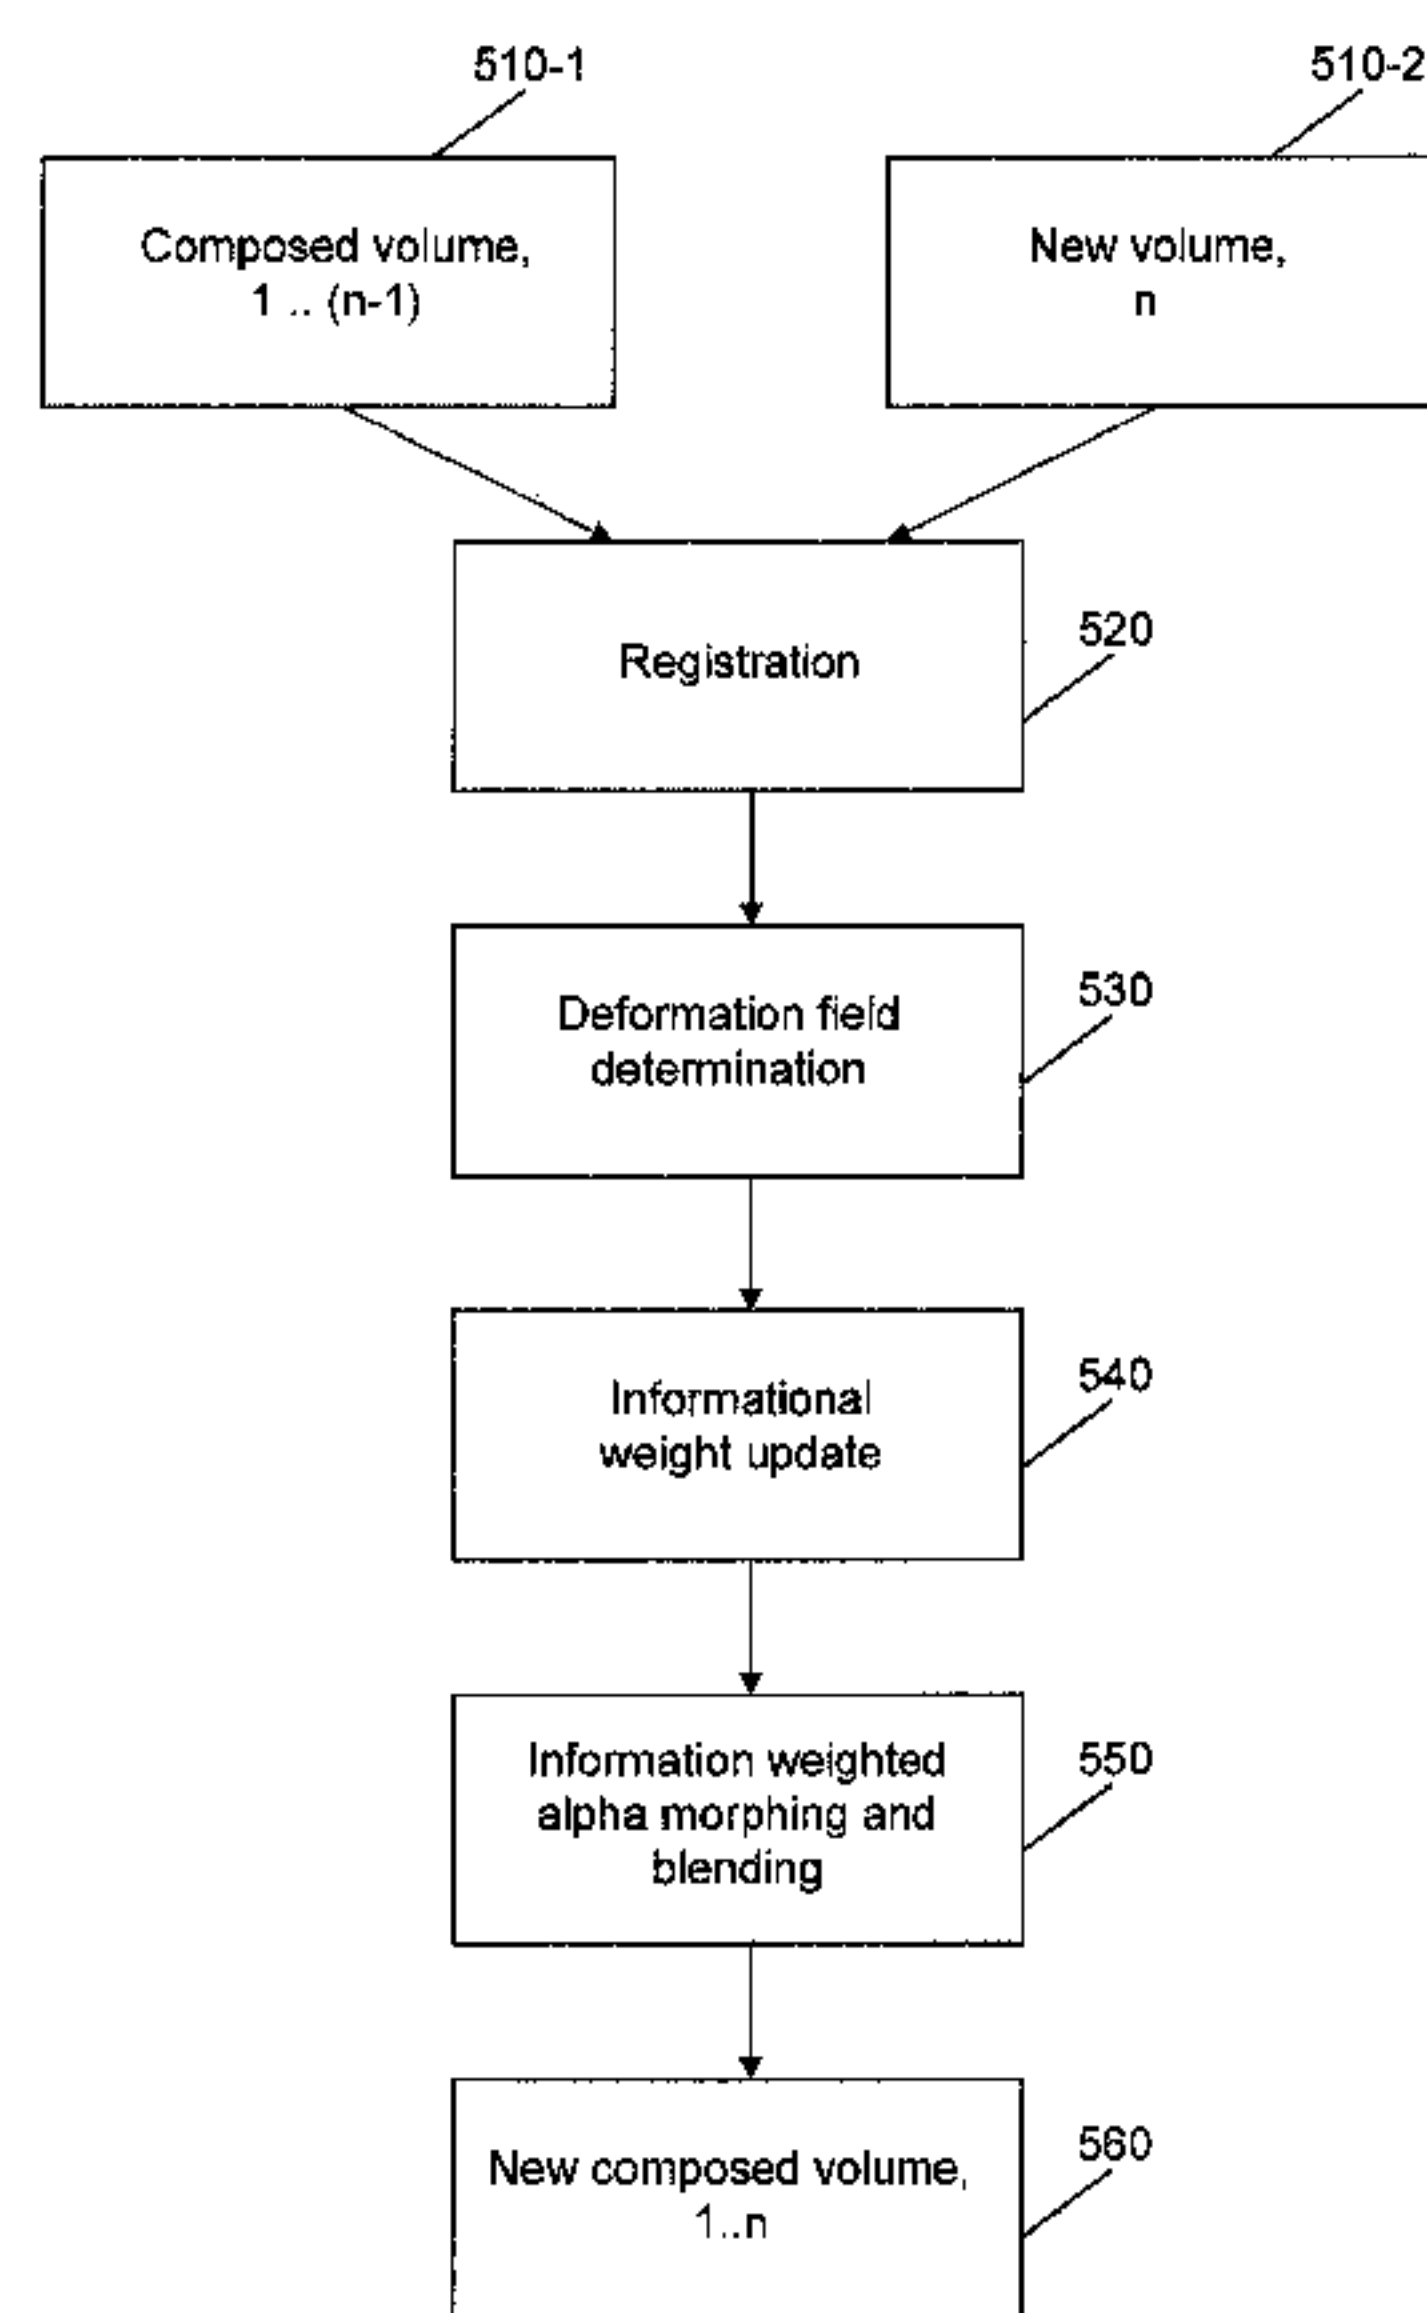 510-1
510-2
Composed volume,
1 .. (n-1)
New volume,
n
Registration
520
Deformation field
determination
530
Informational
weight update
540
Information weighted
alpha morphing and
blending
550
New composed volume,
1..n
560